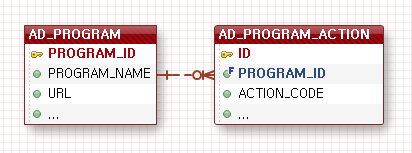 AD_PROGRAM
PROGRAM_ID
PROGRAM_NAME
URL
...
AD_PROGRAM_ACTION
ID
F PROGRAM_ID
ACTION_CODE
...